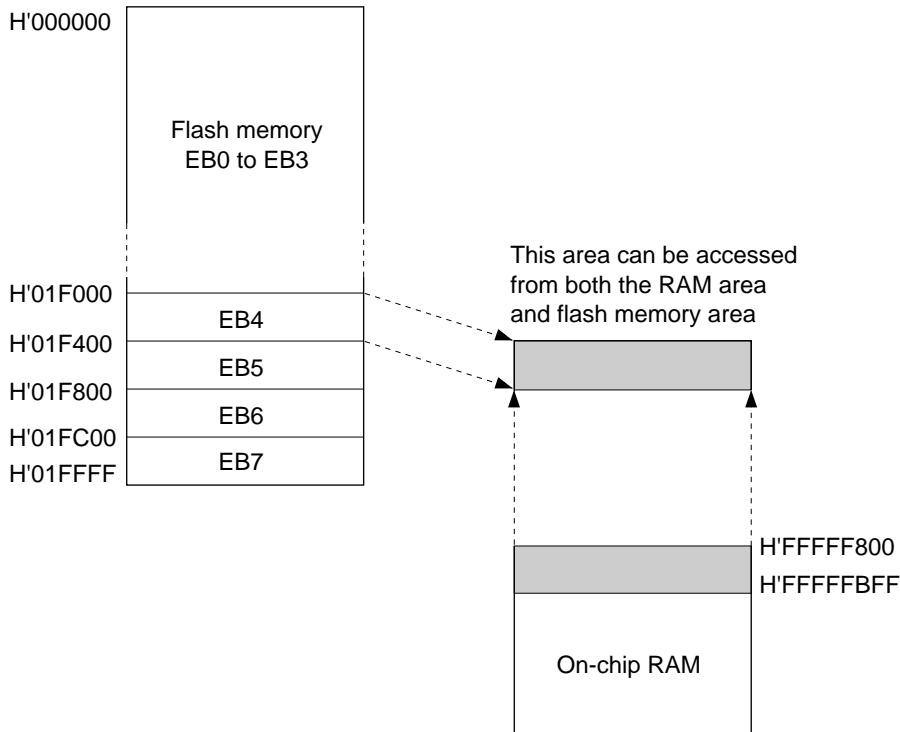 H'000000
Flash memory
EB0 to EB3
This area can be accessed
from both the RAM area
and flash memory area
H'01F000
EB4
H'01F400
EB5
H'01F800
EB6
H'01FC00
EB7
H'01FFFF
H'FFFFF800
H'FFFFFBFF
On-chip RAM